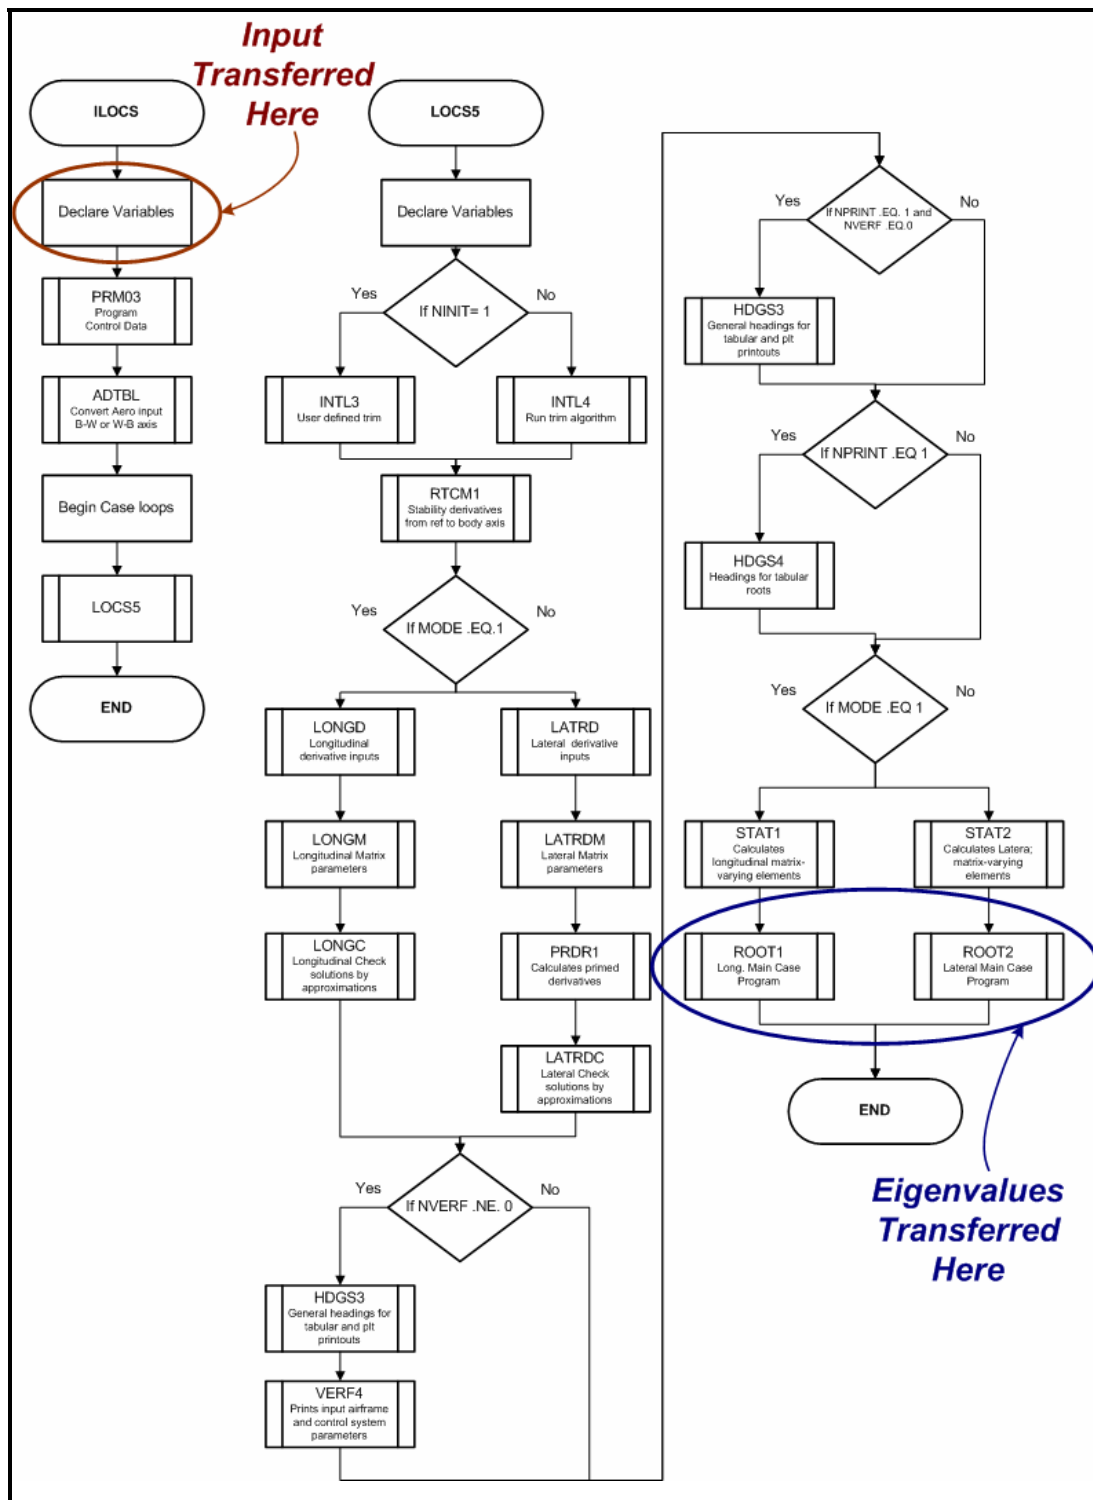 Input
Transferred
Here
ILOCS
Declare Variables
PRM03
Program
Control Data
ADTBL
Convert Aero input
B-W or W-B axis
Begin Case loops
LOCS5
END
LOCS5
Declare Variables
Yes
If NINIT= 1
No
INTL3
User defined trim
INTL4
Run trim algorithm
RTCM1
Stability derivatives
from ref to body axis
Yes
If MODE .EQ.1
No
LONGD
Longitudinal
derivative inputs
LATRD
Lateral derivative
inputs
LONGM
Longitudinal Matrix
parameters
LATRDM
Lateral Matrix
parameters
LONGC
Longitudinal Check
solutions by
approximations
PRDR1
Calculates primed
derivatives
LATRDC
Lateral Check
solutions by
approximations
Yes
If NVERF .NE. 0
No
HDGS3
General headings for
tabular and plt
printouts
VERF4
Prints input airframe
and control system
parameters
Yes
If NPRINT .EQ. 1 and
NVERF .EQ.0
No
HDGS3
General headings for
tabular and plt
printouts
Yes
If NPRINT .EQ 1
No
HDGS4
Headings for tabular
roots
Yes
If MODE .EQ 1
No
STAT1
Calculates
longitudinal matrix-
varying elements
STAT2
Calculates Latera;
matrix-varying
elements
ROOT1
Long. Main Case
Program
ROOT2
Lateral Main Case
Program
END
Eigenvalues
Transferred
Here